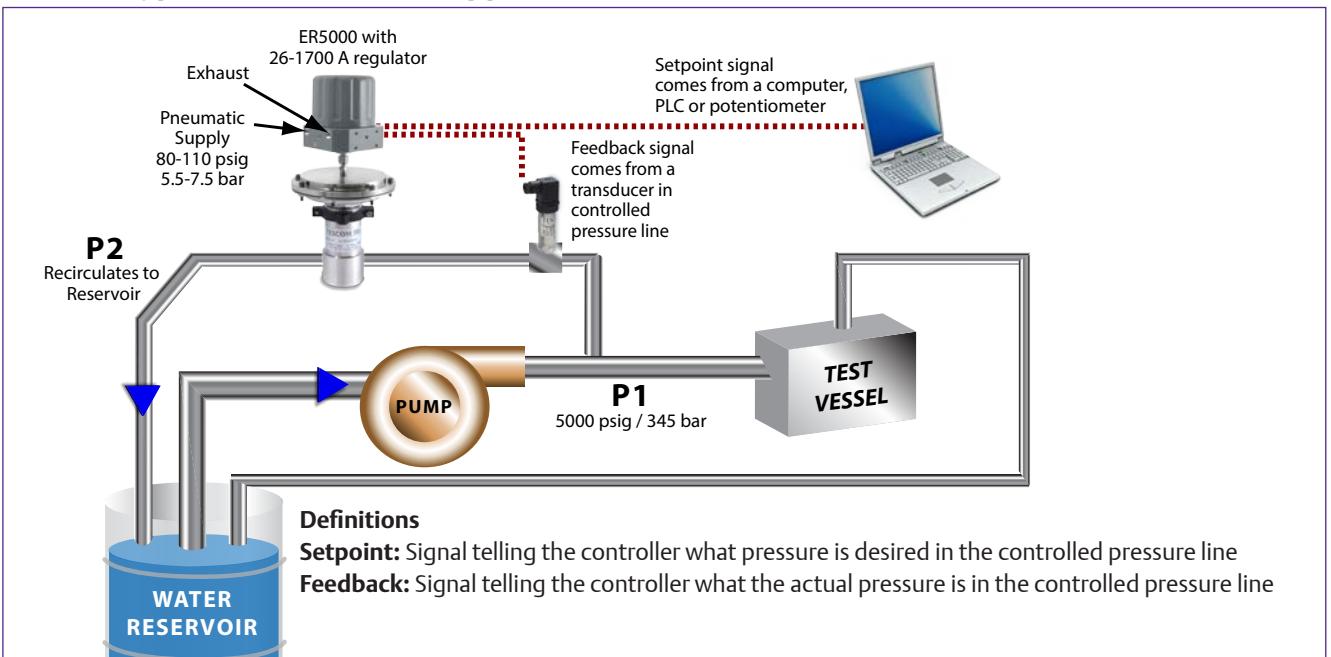 ER5000 with
26-1700 A regulator
Exhaust
Pneumatic
Supply
80-110 psig
5.5-7.5 bar
Setpoint signal
comes from a computer,
PLC or potentiometer
Feedback signal
comes from a
transducer in
controlled
pressure line
P2
Recirculates to
Reservoir
PUMP
P1
5000 psig / 345 bar
TEST
VESSEL
Definitions
Setpoint: Signal telling the controller what pressure is desired in the controlled pressure line
Feedback: Signal telling the controller what the actual pressure is in the controlled pressure line
WATER
RESERVOIR